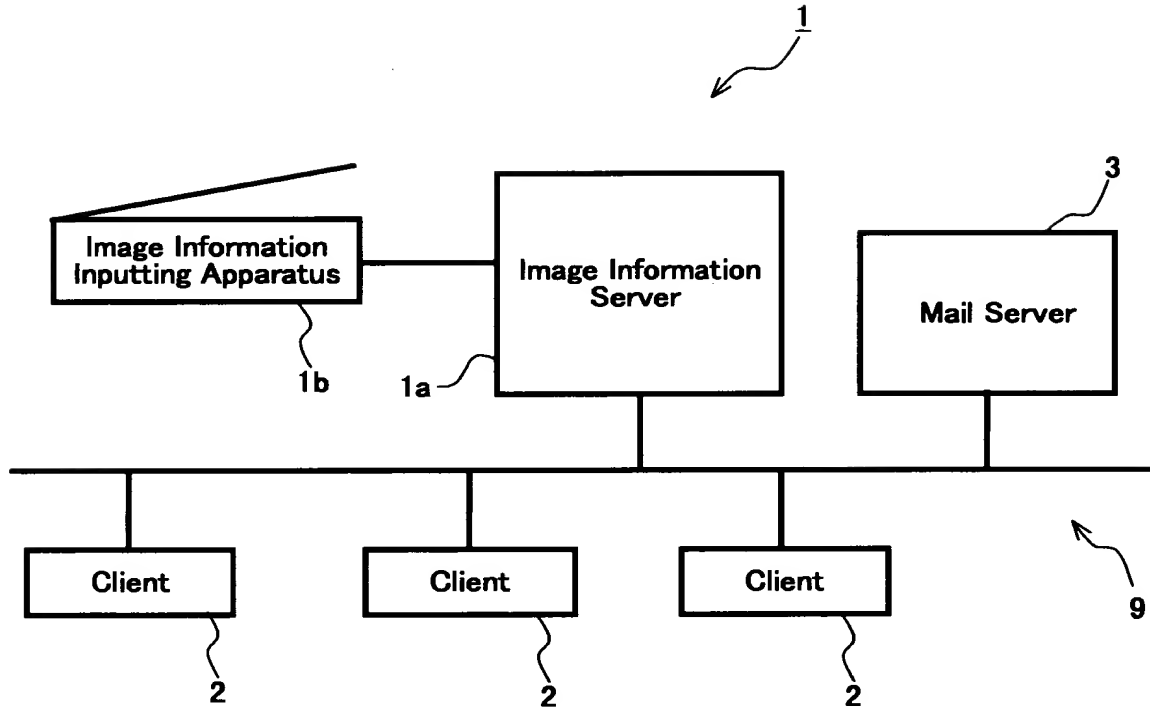 1
3
Image Information
Inputting Apparatus
Image Information
Server
Mail Server
1b
1a
Client
Client
Client
9
2
2
2